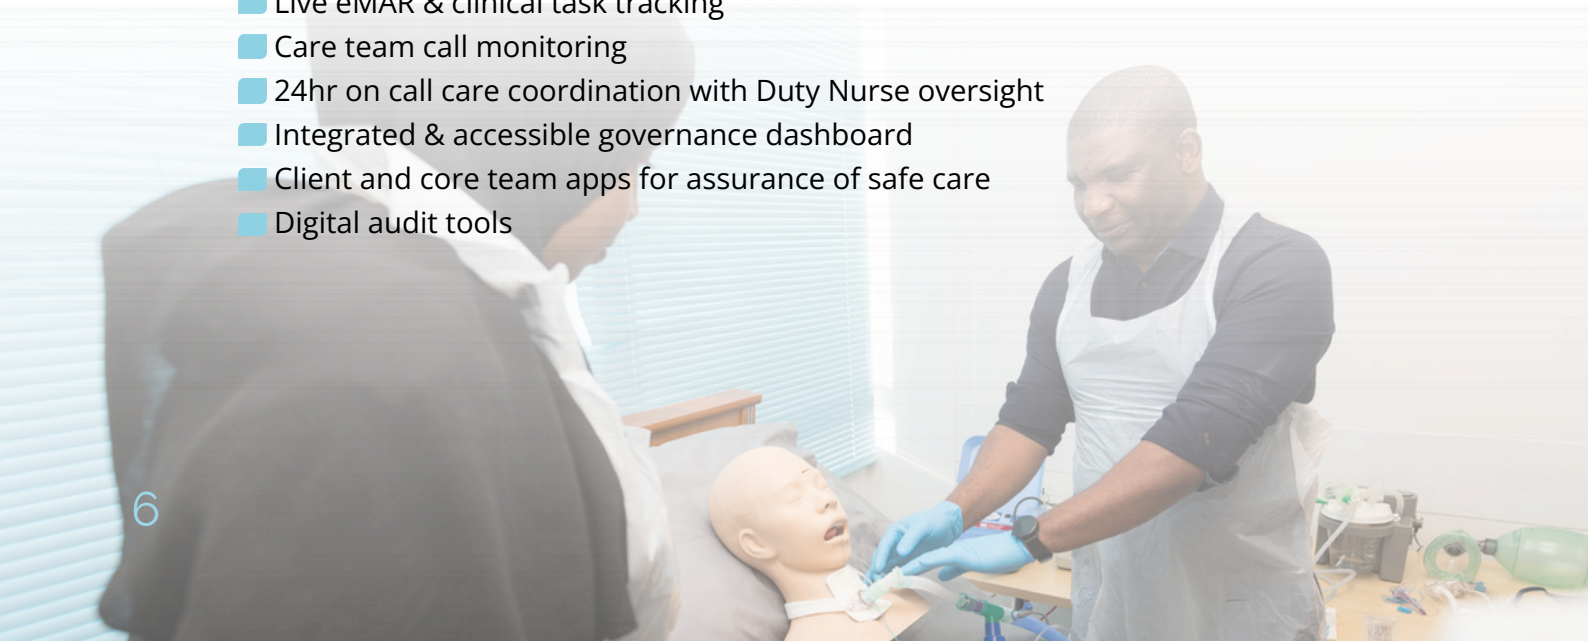 Live eMAR & clinical task tracking
Care team call monitoring
24hr on call care coordination with Duty Nurse oversight
Integrated & accessible governance dashboard
Client and core team apps for assurance of safe care
Digital audit tools
6